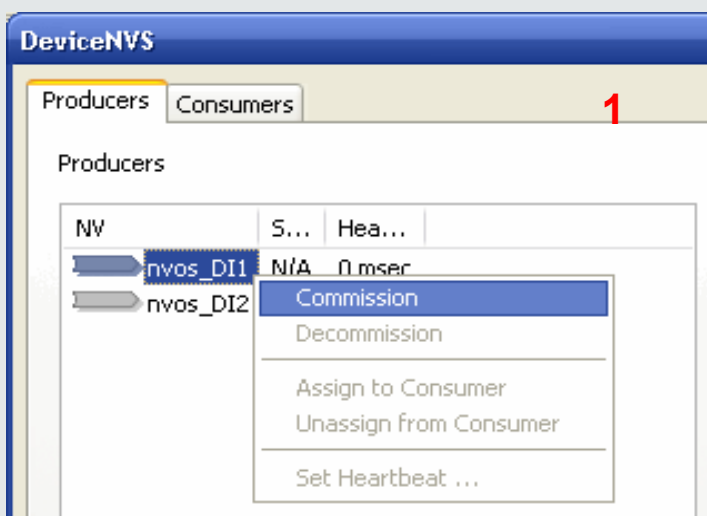 DeviceNVS
Producers Consumers
1
Producers
NV S... Hea...
nvos_DI1 N/A 0 msec
nvos_DI2
Commission
Decommission
Assign to Consumer
Unassign from Consumer
Set Heartbeat ...